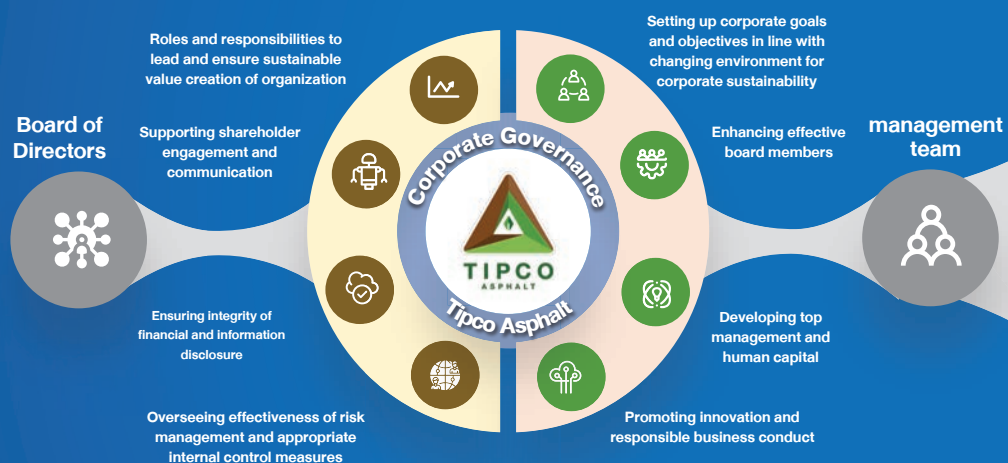 Board of
Directors
Roles and responsibilities to
lead and ensure sustainable
value creation of organization
Supporting shareholder
engagement and
communication
Ensuring integrity of
financial and information
disclosure
Overseeing effectiveness of risk
management and appropriate
internal control measures
Corporate Governance
TIPCO
ASPHALT
Tipco Asphalt
Setting up corporate goals
and objectives in line with
changing environment for
corporate sustainability
Enhancing effective
board members
Developing top
management and
human capital
Promoting innovation and
responsible business conduct
management
team